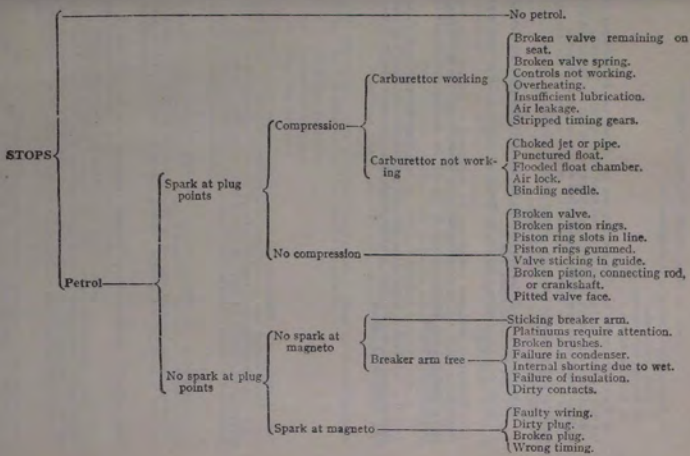 No petrol.
Broken valve remaining on
seat.
Broken valve spring.
Carburettor working
Controls not working.
Overheating.
Insufficient lubrication.
Air leakage.
Stripped timing gears.
Compression
STOPS
Carburettor not work-
ing
Choked jet or pipe.
Punctured float.
Flooded float chamber.
Air lock.
Binding needle.
Spark at plug
points
No compression
Broken valve.
Broken piston rings.
Piston ring slots in line.
Piston rings gummed.
Valve sticking in guide.
Broken piston, connecting rod,
or crankshaft.
Pitted valve face.
Petrol
No spark at
magneto
Sticking breaker arm.
Breaker arm free
Platinums require attention.
Broken brushes.
Failure in condenser.
Internal shorting due to wet.
Failure of insulation.
Dirty contacts.
No spark at plug
points
Spark at magneto
Faulty wiring.
Dirty plug.
Broken plug.
Wrong timing.